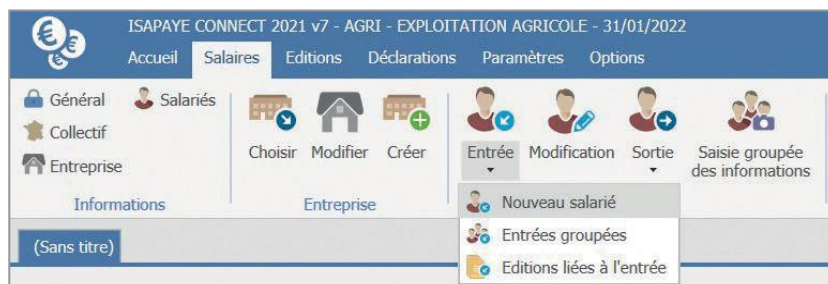 ISAPAYE CONNECT 2021 v7 - AGRI - EXPLOITATION AGRICOLE - 31/01/2022
Accueil Salaires Editions Déclarations Paramètres Options
Général Salariés
Collectif
Entreprise
Informations
Choisir Modifier Créer
Entreprise
Entrée Modification Sortie Saisie groupée
des informations
Nouveau salarié
Entrées groupées
Editions liées à l'entrée
(Sans titre)